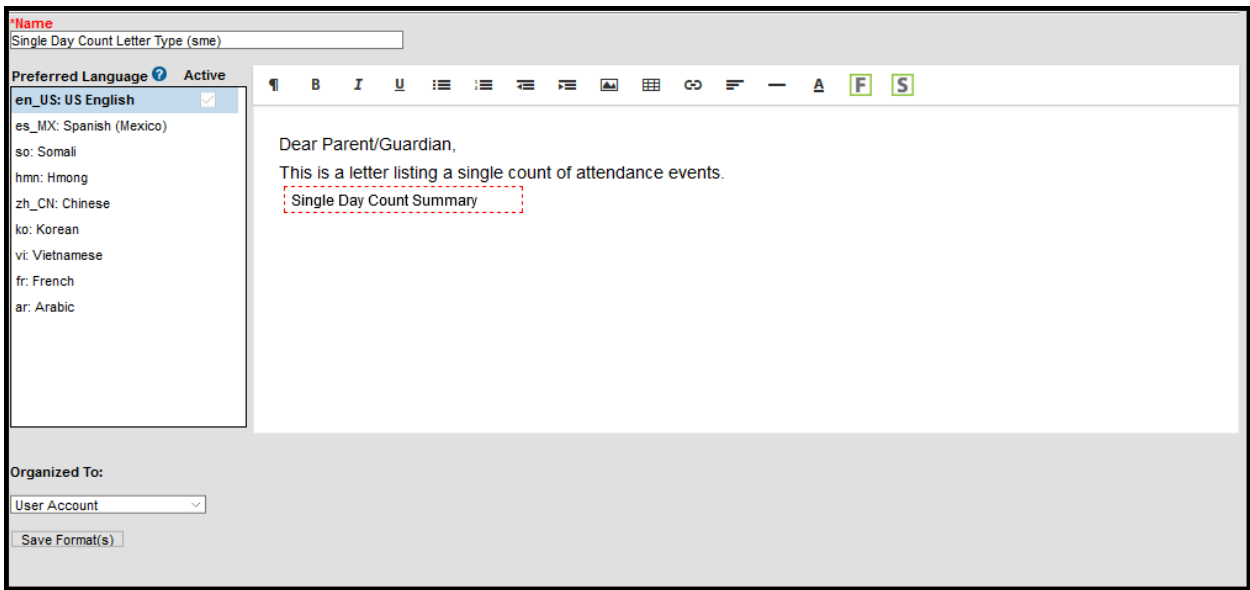 *Name
Single Day Count Letter Type (sme)
Preferred Language ? Active
en_US: US English
es_MX: Spanish (Mexico)
so: Somali
hmn: Hmong
zh_CN: Chinese
ko: Korean
vi: Vietnamese
fr: French
ar: Arabic
¶ B I U A F S
Dear Parent/Guardian,
This is a letter listing a single count of attendance events.
Single Day Count Summary
Organized To:
User Account
Save Format(s)